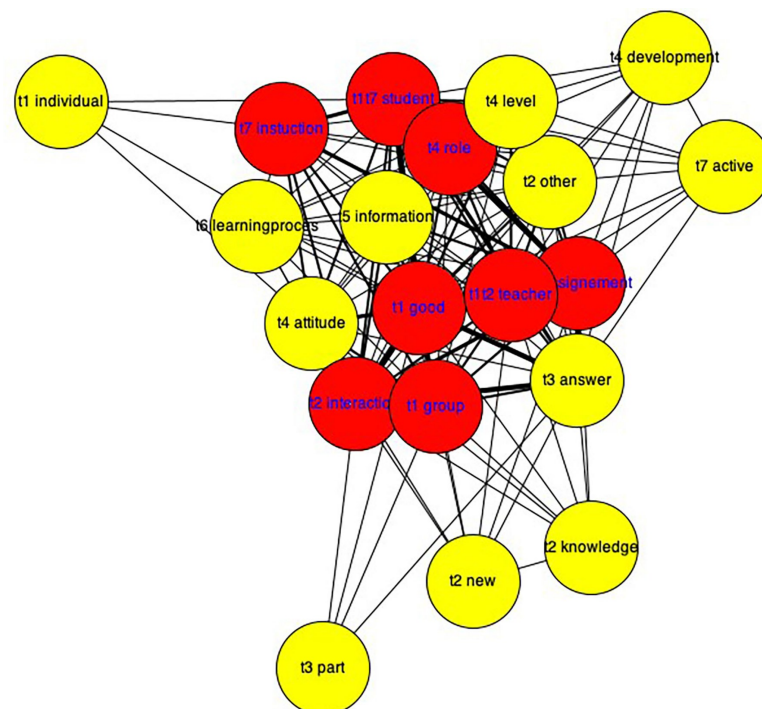 t4 development
t1 individual
t1t7 student
t4 level
t7 instuction
t4 role
t7 active
t2 other
t6 learningproces
t5 information
t1t2 teacher
signement
t1 good
t4 attitude
t3 answer
t2 interactio
t1 group
t2 knowledge
t2 new
t3 part